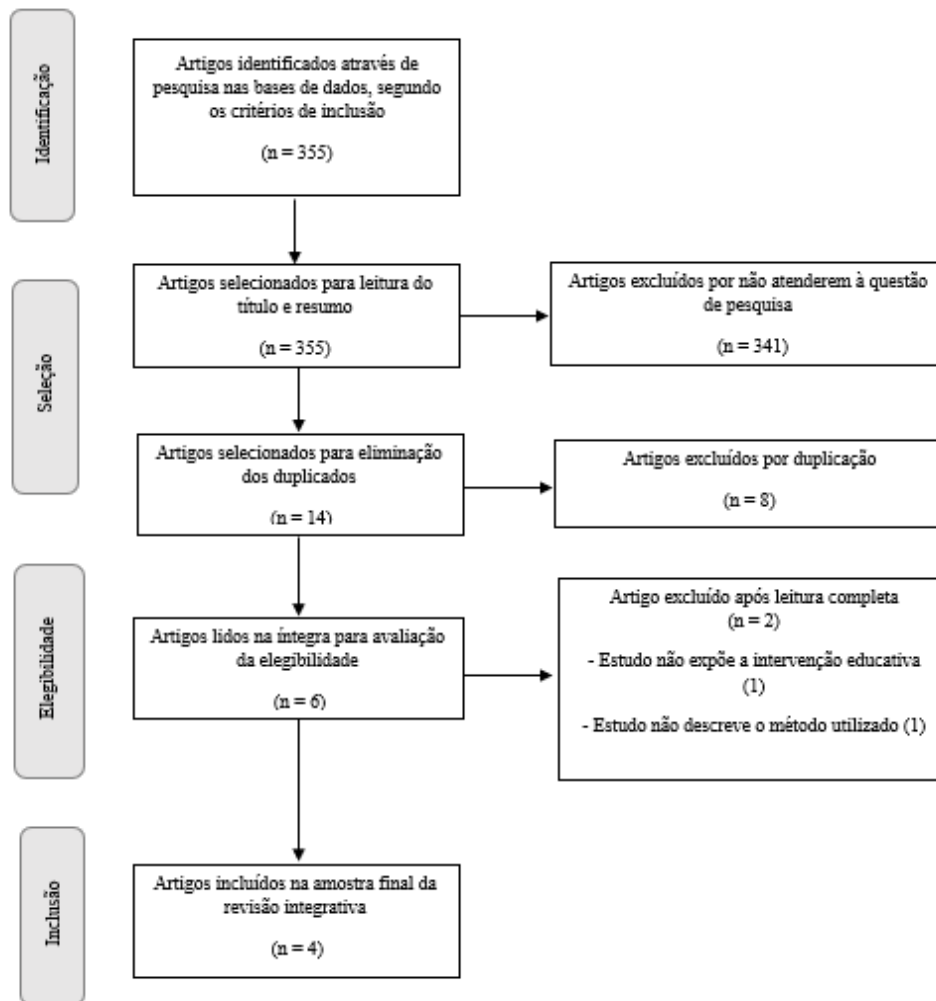 Identificação
Artigos identificados através de
pesquisa nas bases de dados, segundo
os critérios de inclusão
(n = 355)
Seleção
Artigos selecionados para leitura do
título e resumo
(n = 355)
Artigos excluídos por não atenderem à questão
de pesquisa
(n = 341)
Artigos selecionados para eliminação
dos duplicados
(n = 14)
Artigos excluídos por duplicação
(n = 8)
Elegibilidade
Artigos lidos na íntegra para avaliação
da elegibilidade
(n = 6)
Artigo excluído após leitura completa
(n = 2)
- Estudo não expõe a intervenção educativa
(1)
- Estudo não descreve o método utilizado (1)
Inclusão
Artigos incluídos na amostra final da
revisão integrativa
(n = 4)